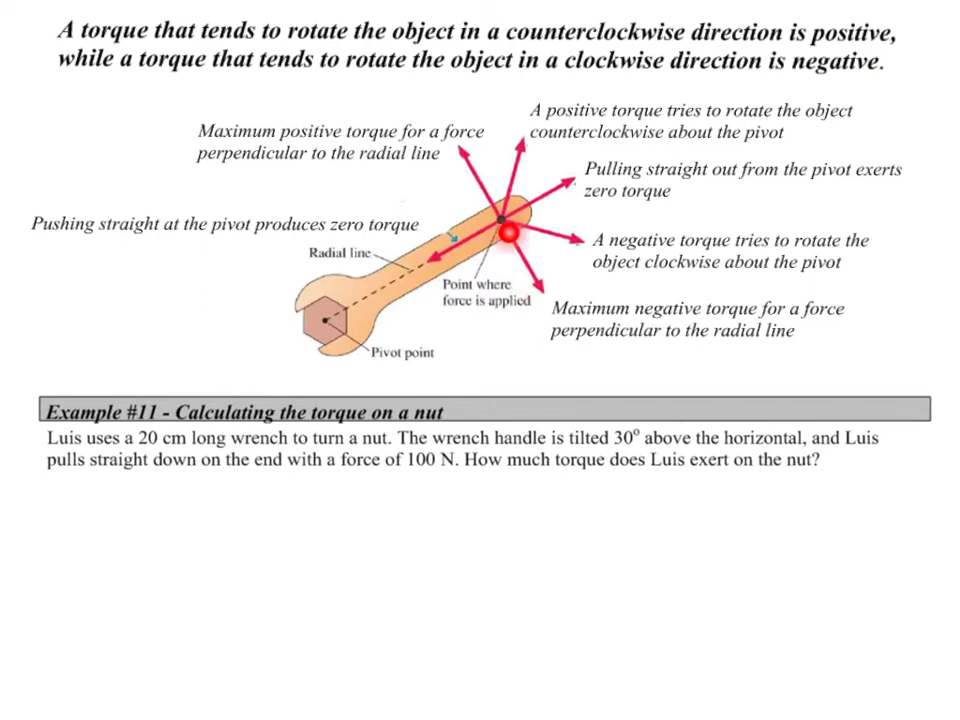 A torque that tends to rotate the object in a counterclockwise direction is positive,
while a torque that tends to rotate the object in a clockwise direction is negative.
A positive torque tries to rotate the object
counterclockwise about the pivot
Maximum positive torque for a force
perpendicular to the radial line
Pulling straight out from the pivot exerts
zero torque
Pushing straight at the pivot produces zero torque
A negative torque tries to rotate the
object clockwise about the pivot
Radial line
Point where
force is applied
Maximum negative torque for a force
perpendicular to the radial line
Pivot point
Example #11 - Calculating the torque on a nut
Luis uses a 20 cm long wrench to turn a nut. The wrench handle is tilted 30° above the horizontal, and Luis
pulls straight down on the end with a force of 100 N. How much torque does Luis exert on the nut?